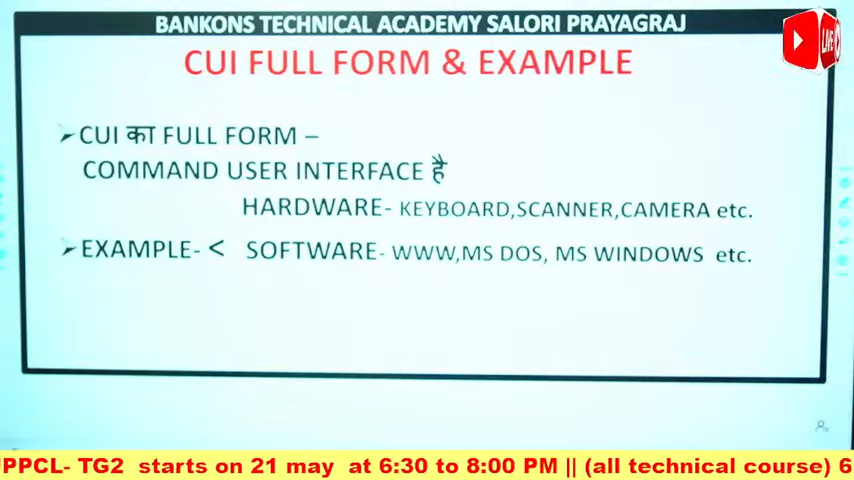 BANKONS TECHNICAL ACADEMY SALORI PRAYAGRAJ
LIVE
CUI FULL FORM & EXAMPLE
➢CUI का FULL FORM –
COMMAND USER INTERFACE है
HARDWARE- KEYBOARD,SCANNER,CAMERA etc.
➢EXAMPLE- < SOFTWARE- WWW,MS DOS, MS WINDOWS etc.
UPPCL- TG2 starts on 21 may at 6:30 to 8:00 PM || (all technical course) 6